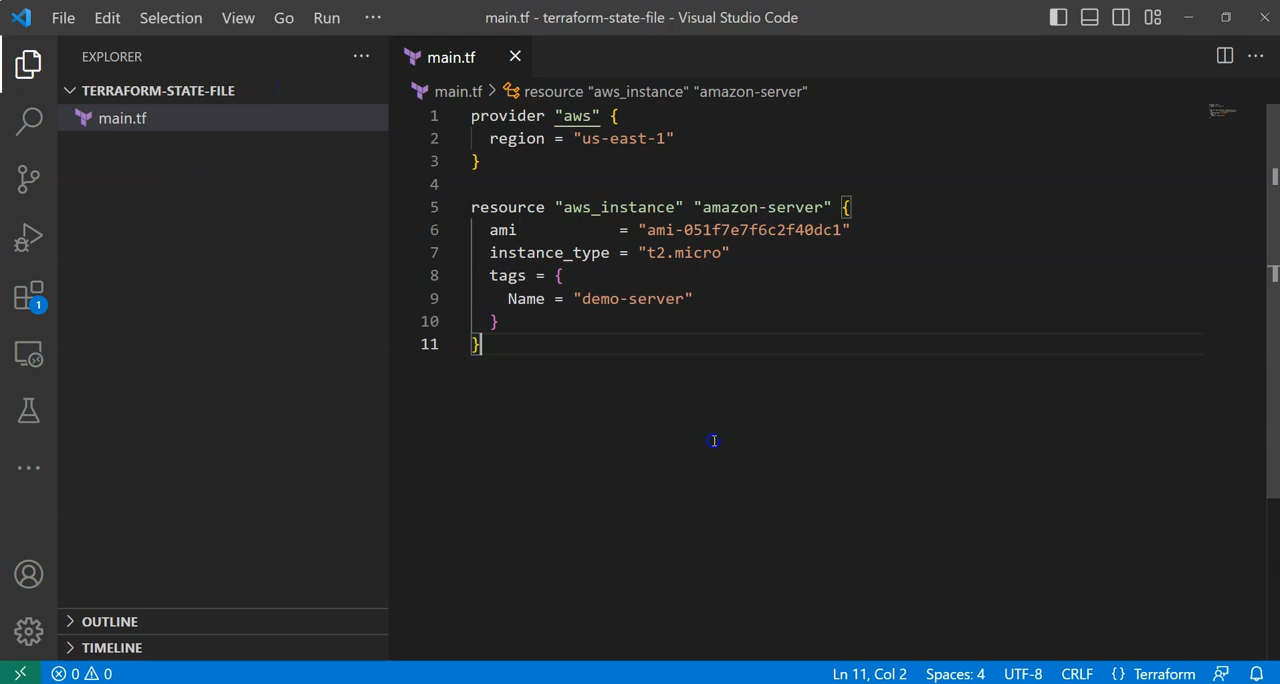 File Edit Selection View Go Run ··· main.tf - terraform-state-file - Visual Studio Code
EXPLORER ···
TERRAFORM-STATE-FILE
main.tf
main.tf
main.tf > resource "aws_instance" "amazon-server"
1 provider "aws" {
2 region = "us-east-1"
3 }
4
5 resource "aws_instance" "amazon-server" {
6 ami = "ami-051f7e7f6c2f40dc1"
7 instance_type = "t2.micro"
8 tags = {
9 Name = "demo-server"
10 }
11 }
1
OUTLINE
TIMELINE
0 0 Ln 11, Col 2 Spaces: 4 UTF-8 CRLF {} Terraform